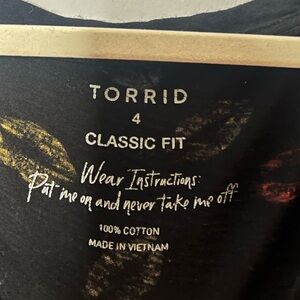 TORRID
4
CLASSIC FIT
Wear Instructions:
Put me on and never take me off
100% COTTON
MADE IN VIETNAM